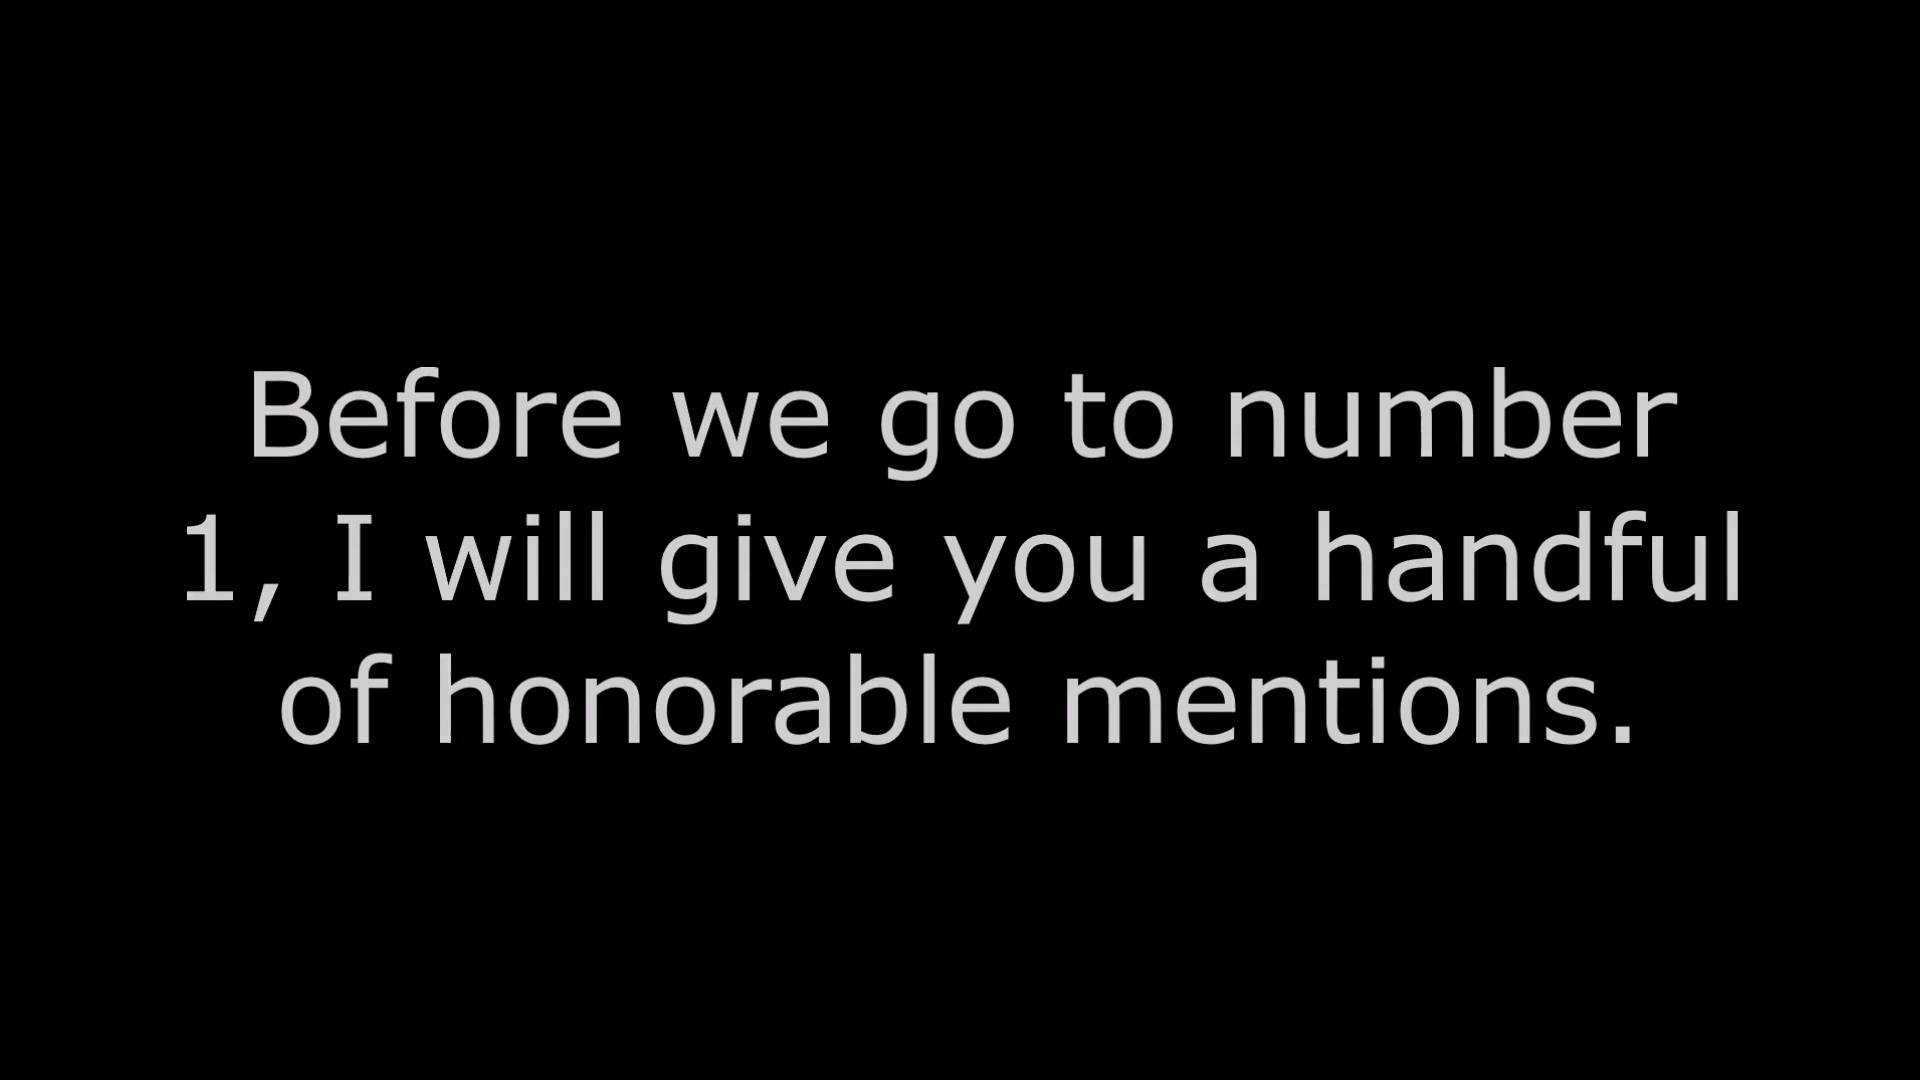 Before we go to number
1, I will give you a handful
of honorable mentions.